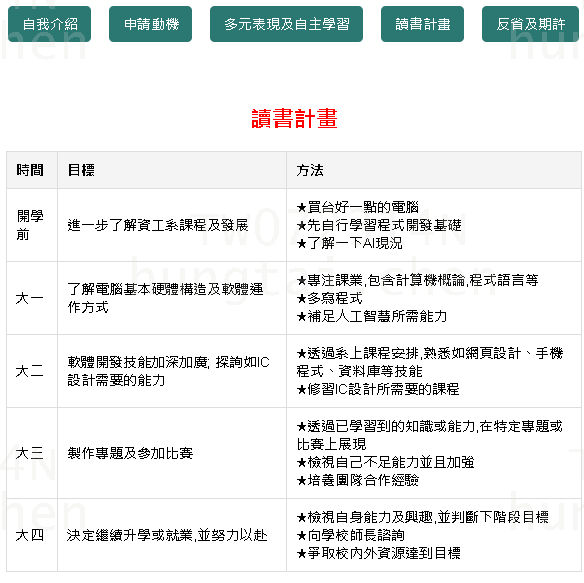 自我介紹 申請動機 多元表現及自主學習 讀書計畫 反省及期許
讀書計畫
時間 目標 方法
開學
前
進一步了解資工系課程及發展
★買台好一點的電腦
★先自行學習程式開發基礎
★了解一下AI現況
大一
了解電腦基本硬體構造及軟體運
作方式
★專注課業,包含計算機概論,程式語言等
★多寫程式
★補足人工智慧所需能力
大二
軟體開發技能加深加廣; 探詢如IC
設計需要的能力
★透過系上課程安排,熟悉如網頁設計、手機
程式、資料庫等技能
★修習IC設計所需要的課程
大三
製作專題及參加比賽
★透過已學習到的知識或能力,在特定專題或
比賽上展現
★檢視自己不足能力並且加強
★培養團隊合作經驗
大四
決定繼續升學或就業,並努力以赴
★檢視自身能力及興趣,並判斷下階段目標
★向學校師長諮詢
★爭取校內外資源達到目標